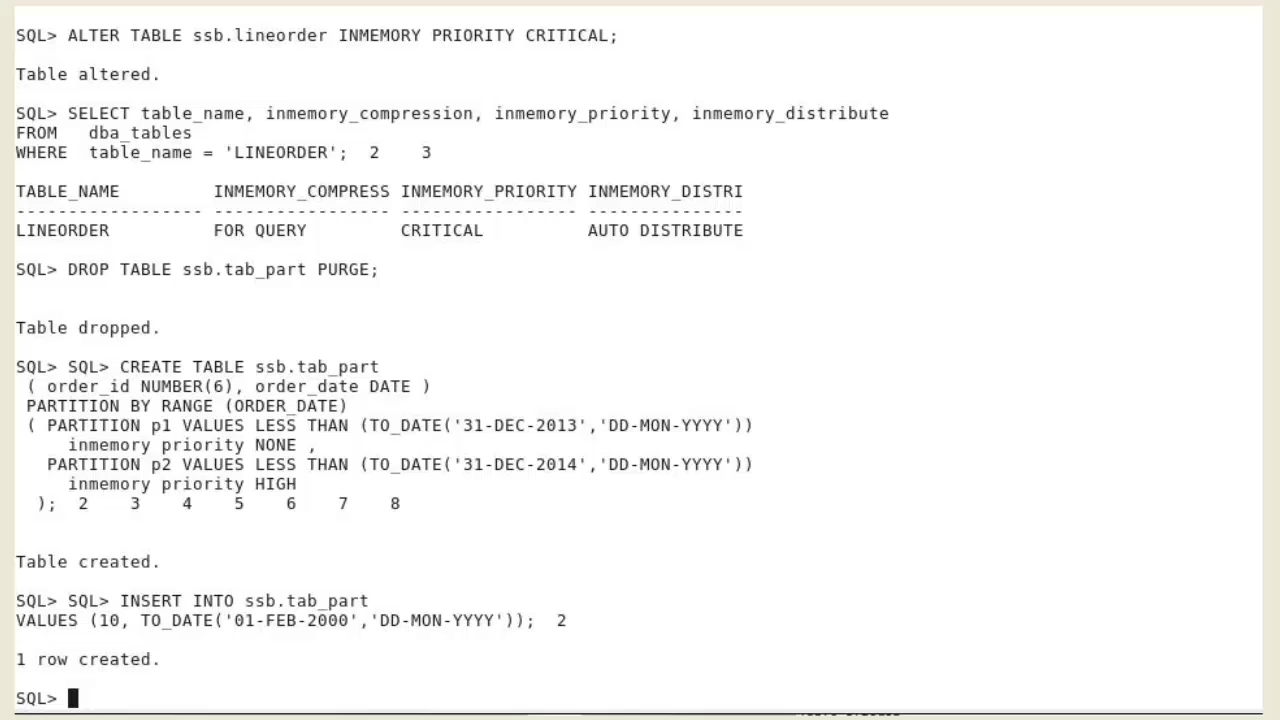 SQL> ALTER TABLE ssb.lineorder INMEMORY PRIORITY CRITICAL;
Table altered.
SQL> SELECT table_name, inmemory_compression, inmemory_priority, inmemory_distribute
FROM   dba_tables
WHERE  table_name = 'LINEORDER';  2    3
TABLE_NAME         INMEMORY_COMPRESS INMEMORY_PRIORITY INMEMORY_DISTRI
------------------ ----------------- ----------------- ---------------
LINEORDER          FOR QUERY         CRITICAL          AUTO DISTRIBUTE
SQL> DROP TABLE ssb.tab_part PURGE;
Table dropped.
SQL> SQL> CREATE TABLE ssb.tab_part
 ( order_id NUMBER(6), order_date DATE )
 PARTITION BY RANGE (ORDER_DATE)
 ( PARTITION p1 VALUES LESS THAN (TO_DATE('31-DEC-2013','DD-MON-YYYY'))
     inmemory priority NONE ,
   PARTITION p2 VALUES LESS THAN (TO_DATE('31-DEC-2014','DD-MON-YYYY'))
     inmemory priority HIGH
  );  2    3    4    5    6    7    8
Table created.
SQL> SQL> INSERT INTO ssb.tab_part
VALUES (10, TO_DATE('01-FEB-2000','DD-MON-YYYY'));  2
1 row created.
SQL>